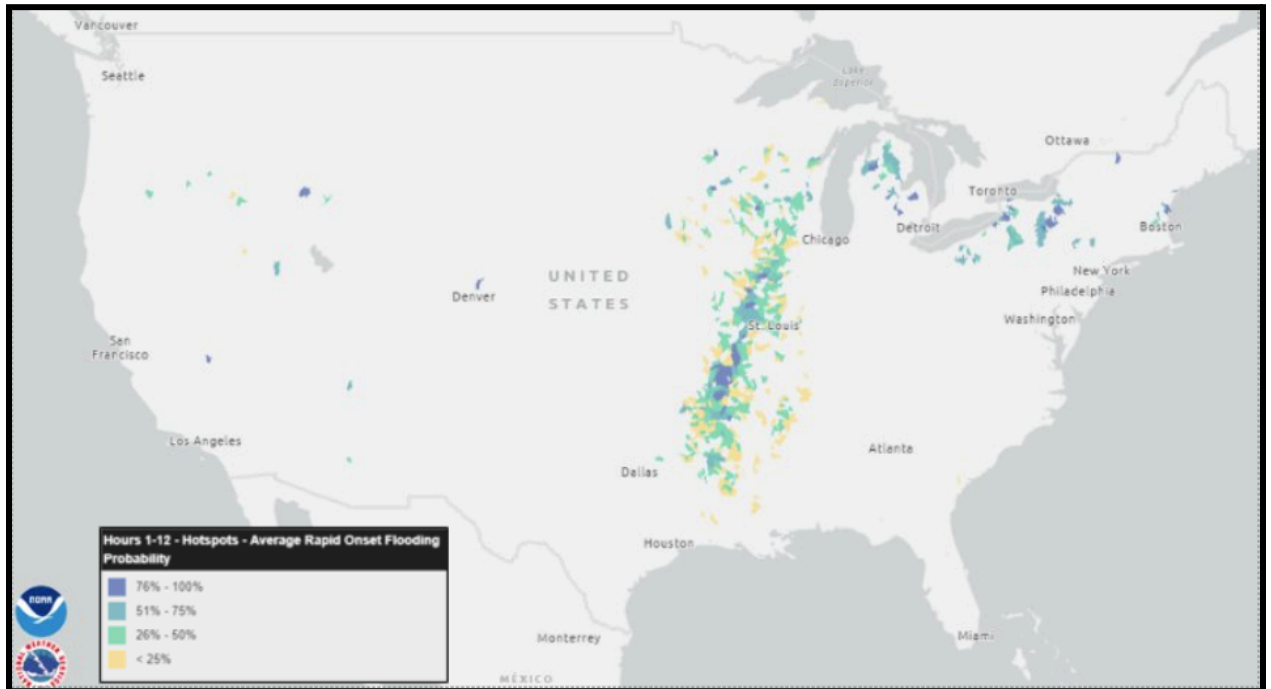 Vancouver
Seattle
Lake
Superior
Ottawa
Toronto
Boston
Detroit
Chicago
New York
UNITED
STATES
Denver
Philadelphia
Washington
St. Louis
San
Francisco
Los Angeles
Atlanta
Dallas
Houston
Hours 1-12 - Hotspots - Average Rapid Onset Flooding
Probability
76% - 100%
51% - 75%
26% - 50%
< 25%
NOAA
Monterrey
Miami
MÉXICO